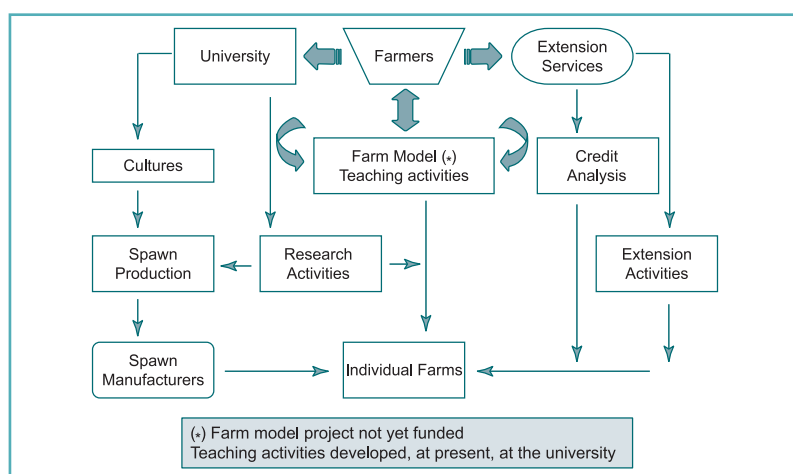 University
Farmers
Extension
Services
Cultures
Farm Model (*)
Teaching activities
Credit
Analysis
Spawn
Production
Research
Activities
Extension
Activities
Spawn
Manufacturers
Individual Farms
(*) Farm model project not yet funded
Teaching activities developed, at present, at the university